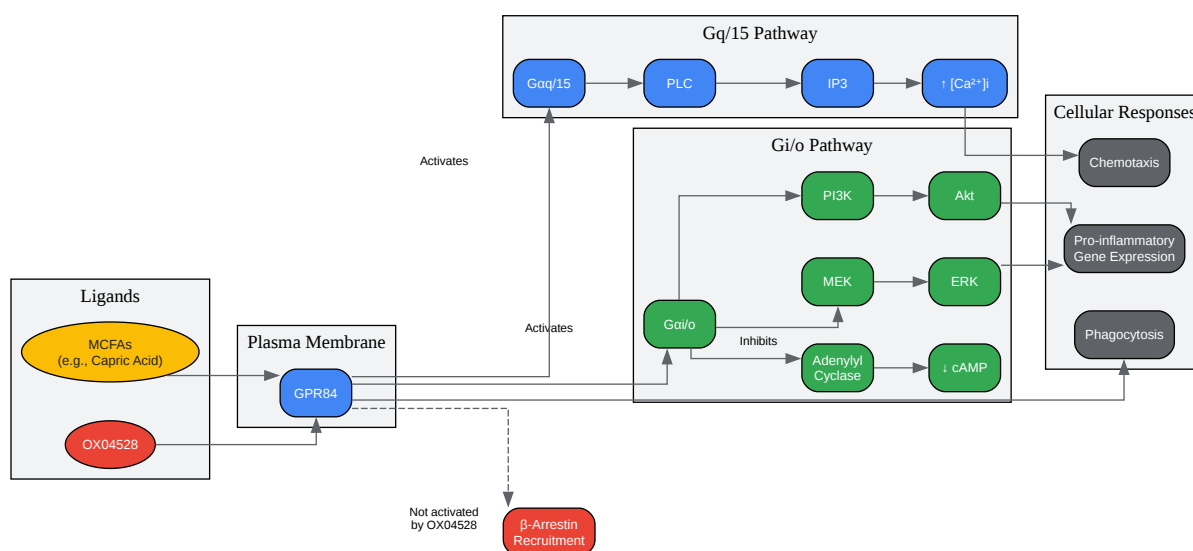 Gq/15 Pathway
Gαq/15
PLC
IP3
↑ [Ca²⁺]i
Activates
Gi/o Pathway
PI3K
Akt
MEK
ERK
Gαi/o
Activates
Inhibits
Adenylyl
Cyclase
↓ cAMP
Cellular Responses
Chemotaxis
Pro-inflammatory
Gene Expression
Phagocytosis
Ligands
MCFAs
(e.g., Capric Acid)
OX04528
Plasma Membrane
GPR84
Not activated
by OX04528
β-Arrestin
Recruitment